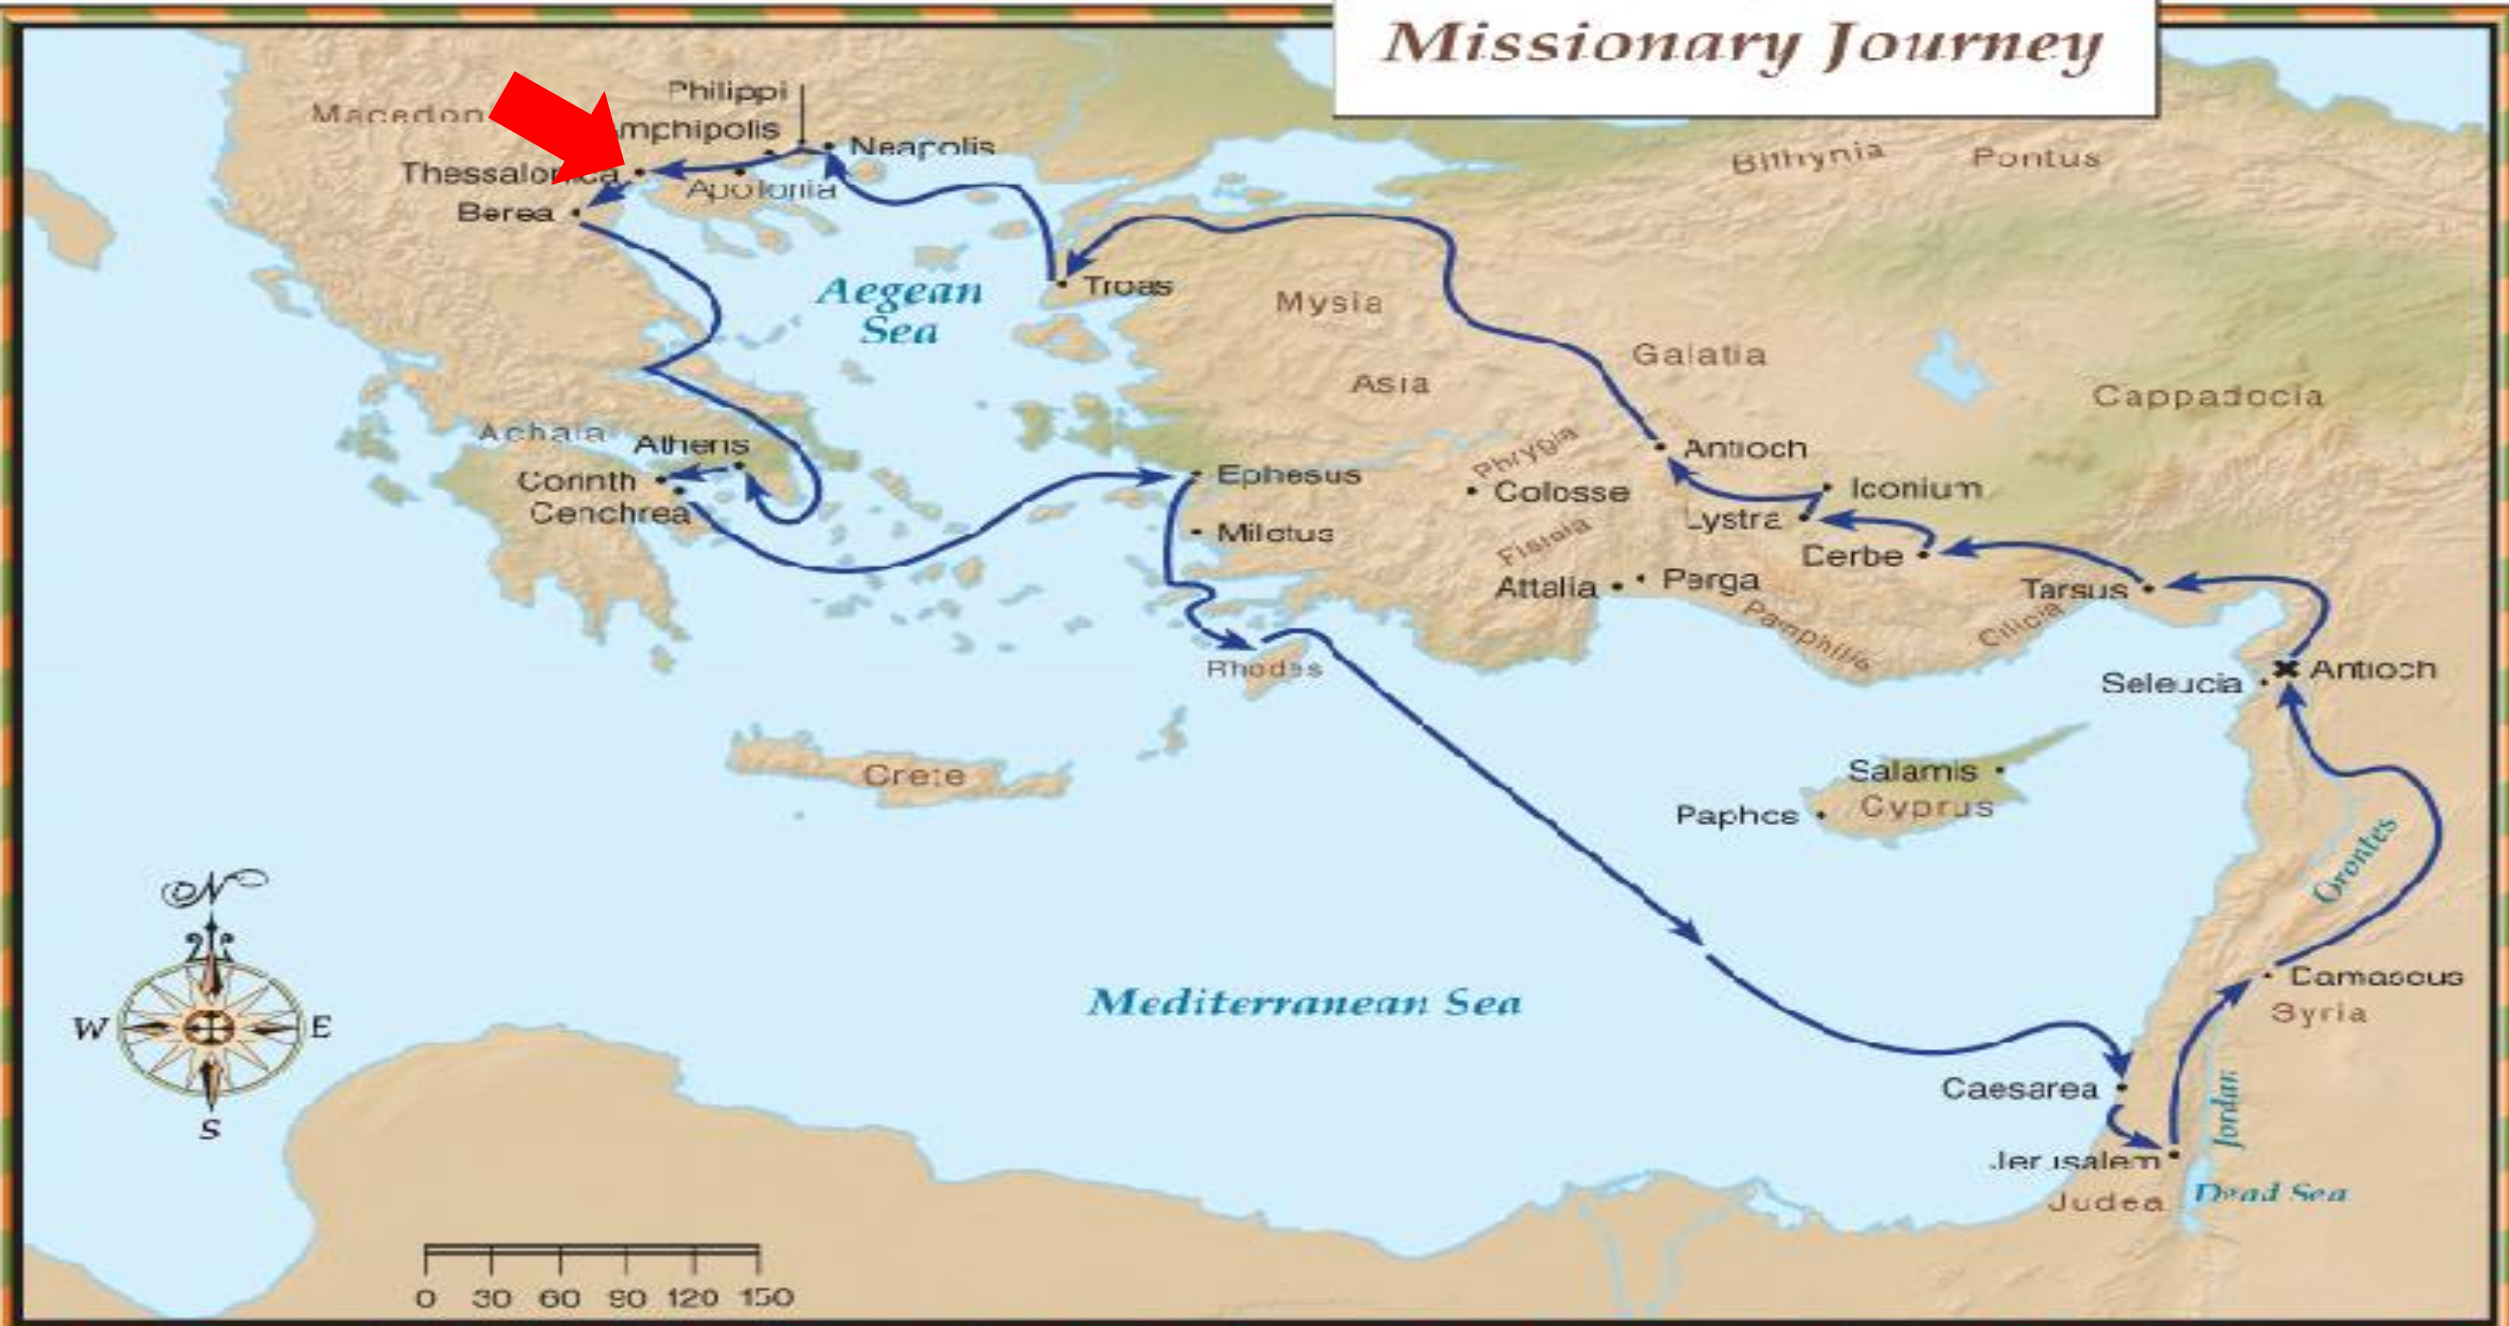 Missionary Journey
Philippi
Macedon
mphipolis
Neapolis
Thessalonica
Apollonia
Berea
Bithynia
Pontus
Aegean
Sea
Troas
Mysia
Galatia
Asia
Cappadocia
Achaia
Athens
Corinth
Cenchrea
Ephesus
Miletus
Phrygia
Colosse
Antioch
Iconium
Lystra
Derbe
Pisidia
Attalia
Perga
Pamphilia
Cilicia
Tarsus
Rhodes
Seleucia
Antioch
Crete
Salamis
Cyprus
Paphos
Orontes
N
W
E
S
Mediterranean Sea
Damascus
Syria
Caesarea
Jordan
Jerusalem
Judea
Dead Sea
0 30 60 90 120 150